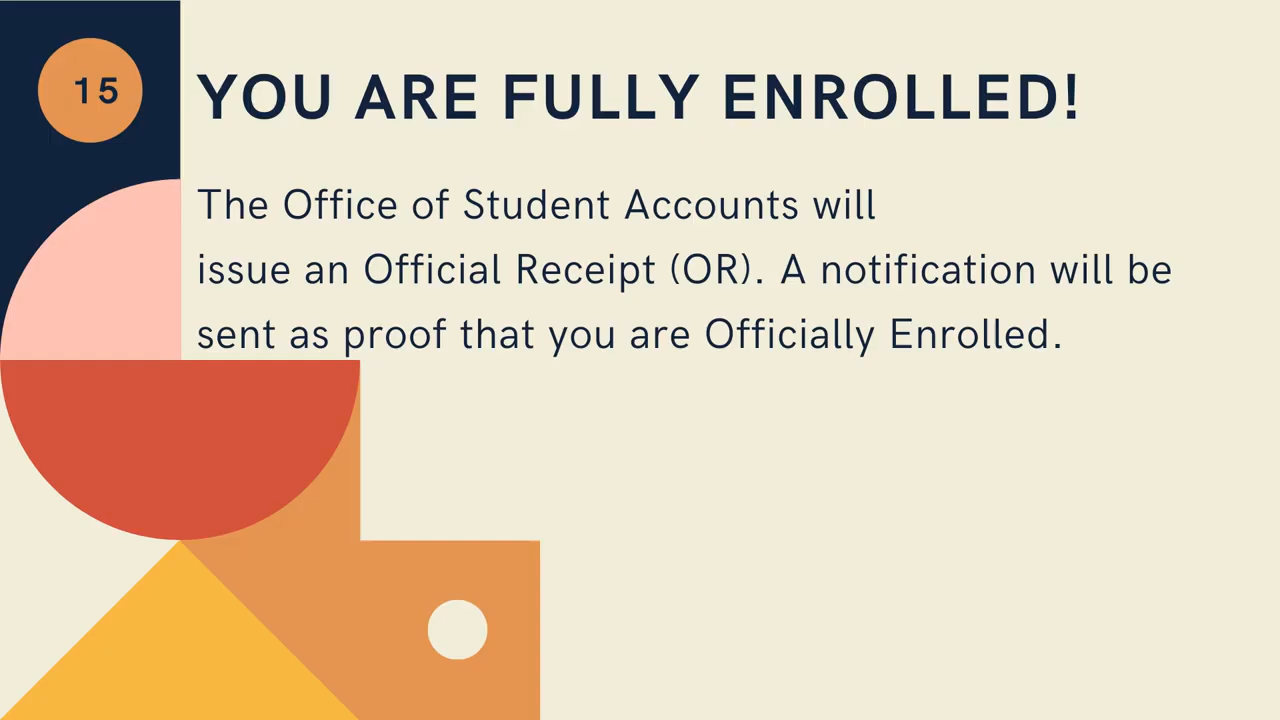 15
YOU ARE FULLY ENROLLED!
The Office of Student Accounts will
issue an Official Receipt (OR). A notification will be
sent as proof that you are Officially Enrolled.